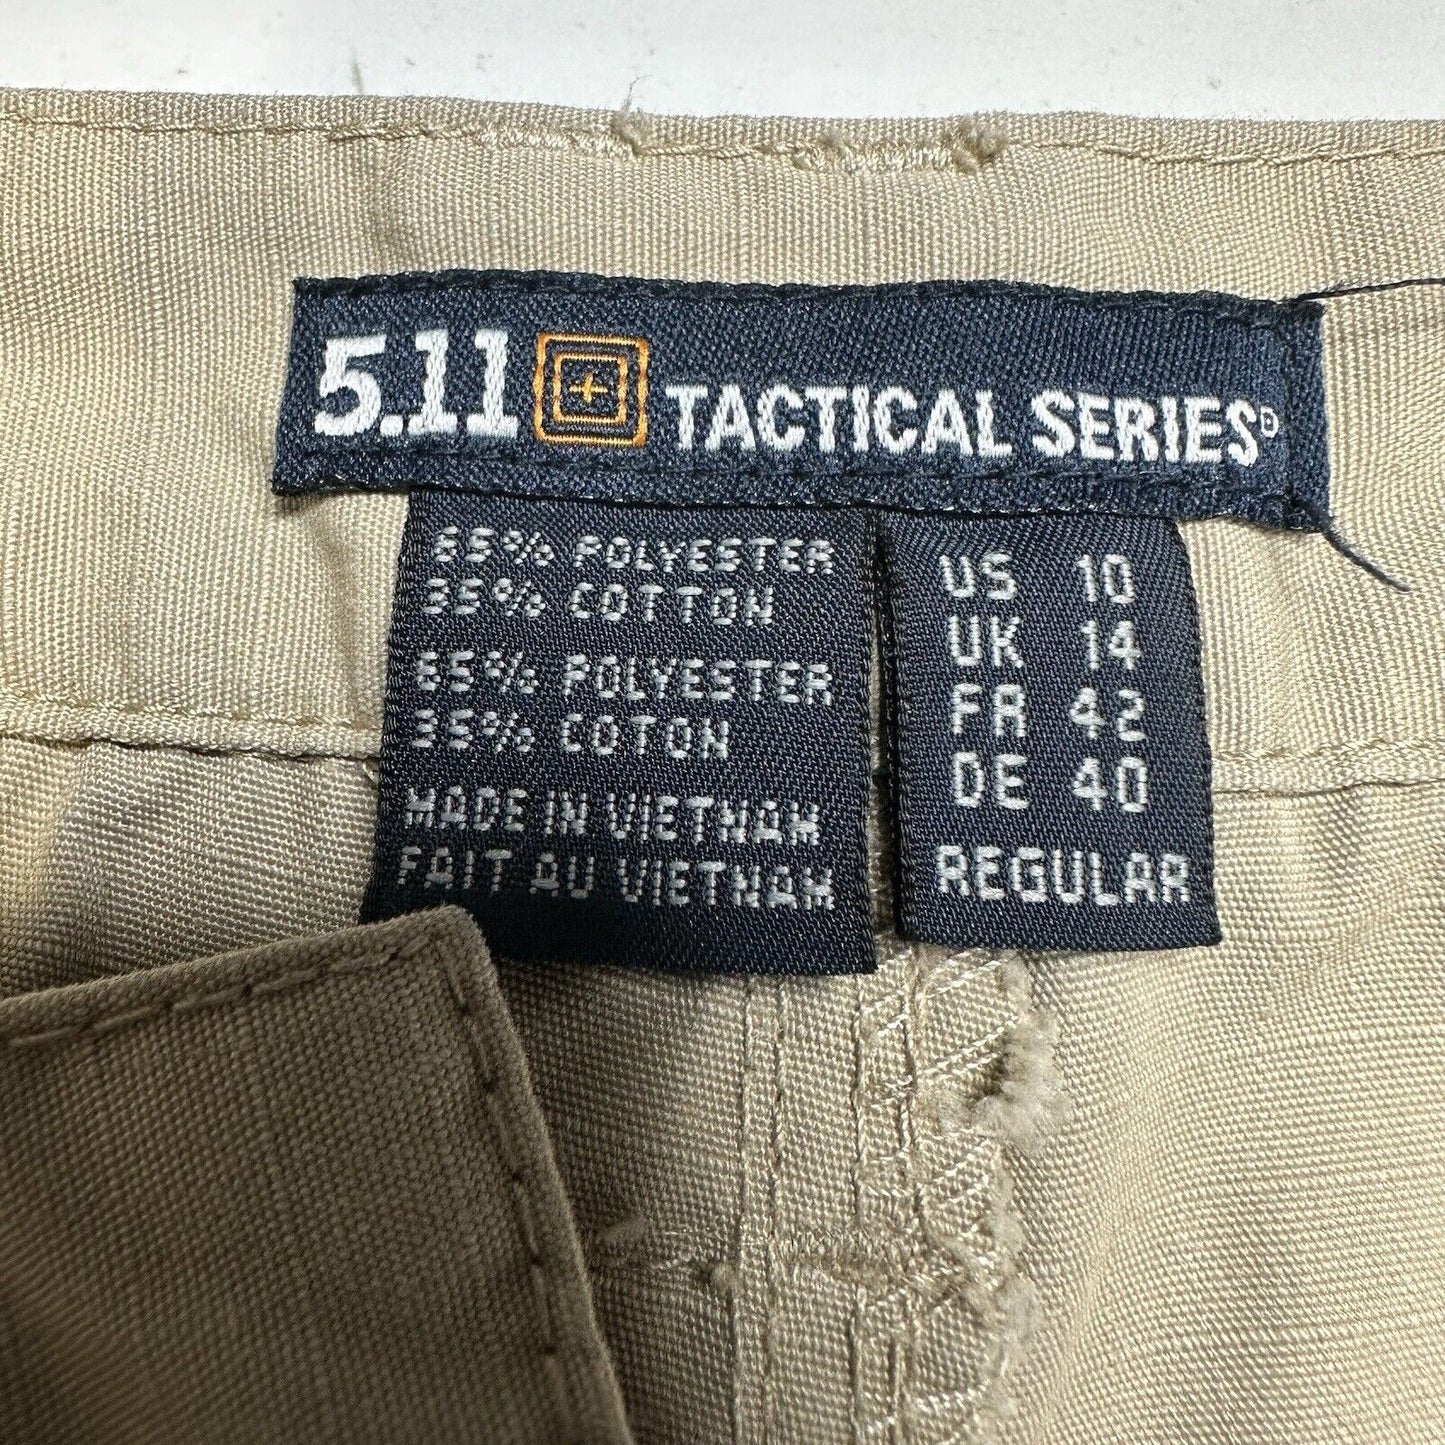 5.11 TACTICAL SERIES®
65% POLYESTER
35% COTTON
65% POLYESTER
35% COTON
MADE IN VIETNAM
FAIT AU VIETNAM
US 10
UK 14
FR 42
DE 40
REGULAR